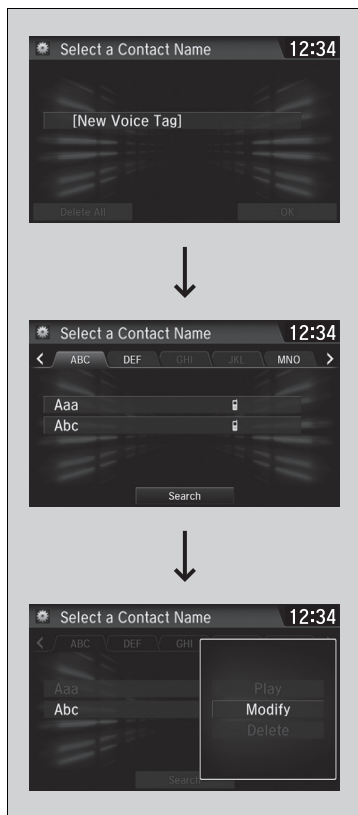 Select a Contact Name 12:34
[New Voice Tag]
Delete All OK
Select a Contact Name 12:34
ABC DEF GHI JKL MNO
Aaa
Abc
Search
Select a Contact Name 12:34
ABC DEF GHI
Aaa
Abc
Play
Modify
Delete
Search